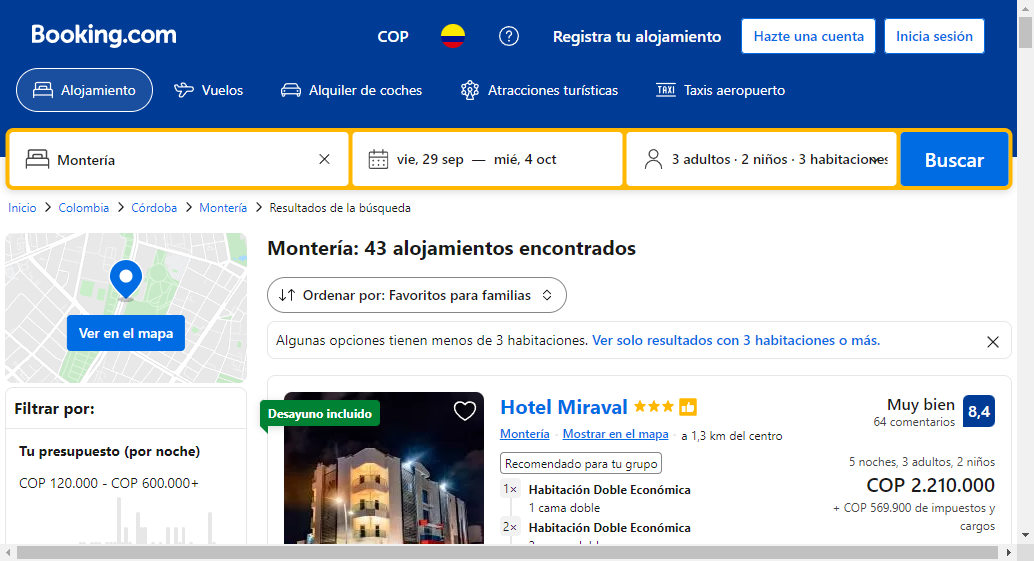 Booking.com
COP
Registra tu alojamiento
Hazte una cuenta
Inicia sesión
Alojamiento
Vuelos
Alquiler de coches
Atracciones turísticas
TAXI
Taxis aeropuerto
Montería
vie, 29 sep — mié, 4 oct
3 adultos · 2 niños · 3 habitaciones
Buscar
Inicio > Colombia > Córdoba > Montería > Resultados de la búsqueda
Ver en el mapa
Filtrar por:
Tu presupuesto (por noche)
COP 120.000 - COP 600.000+
Montería: 43 alojamientos encontrados
Ordenar por: Favoritos para familias
Algunas opciones tienen menos de 3 habitaciones. Ver solo resultados con 3 habitaciones o más.
Desayuno incluido
Hotel Miraval
Montería · Mostrar en el mapa · a 1,3 km del centro
Recomendado para tu grupo
1× Habitación Doble Económica
1 cama doble
2× Habitación Doble Económica
Muy bien
64 comentarios
8,4
5 noches, 3 adultos, 2 niños
COP 2.210.000
+ COP 569.900 de impuestos y
cargos